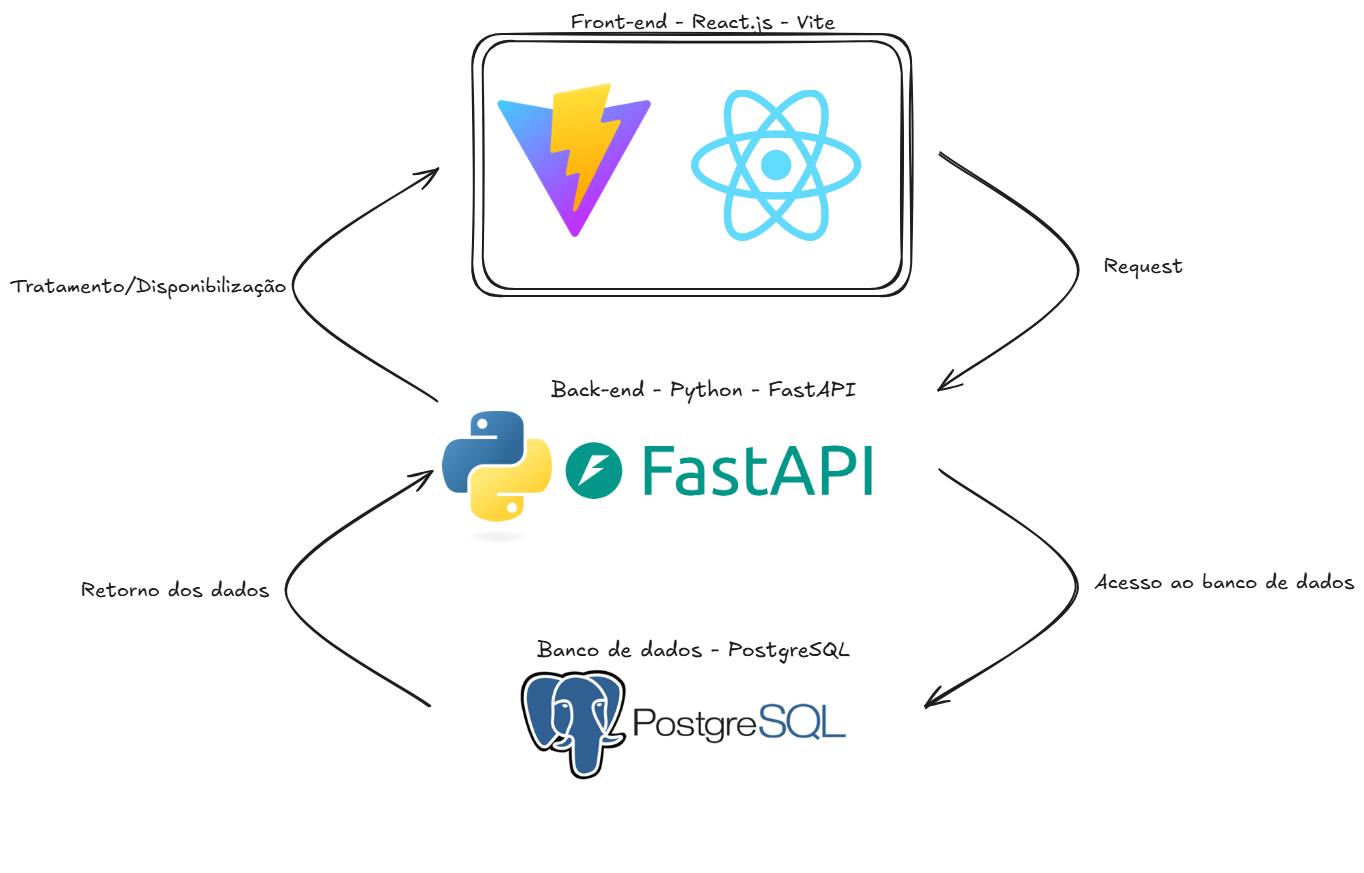 Front-end - React.js - Vite
Tratamento/Disponibilização
Request
Back-end - Python - FastAPI
FastAPI
Retorno dos dados
Acesso ao banco de dados
Banco de dados - PostgreSQL
PostgreSQL